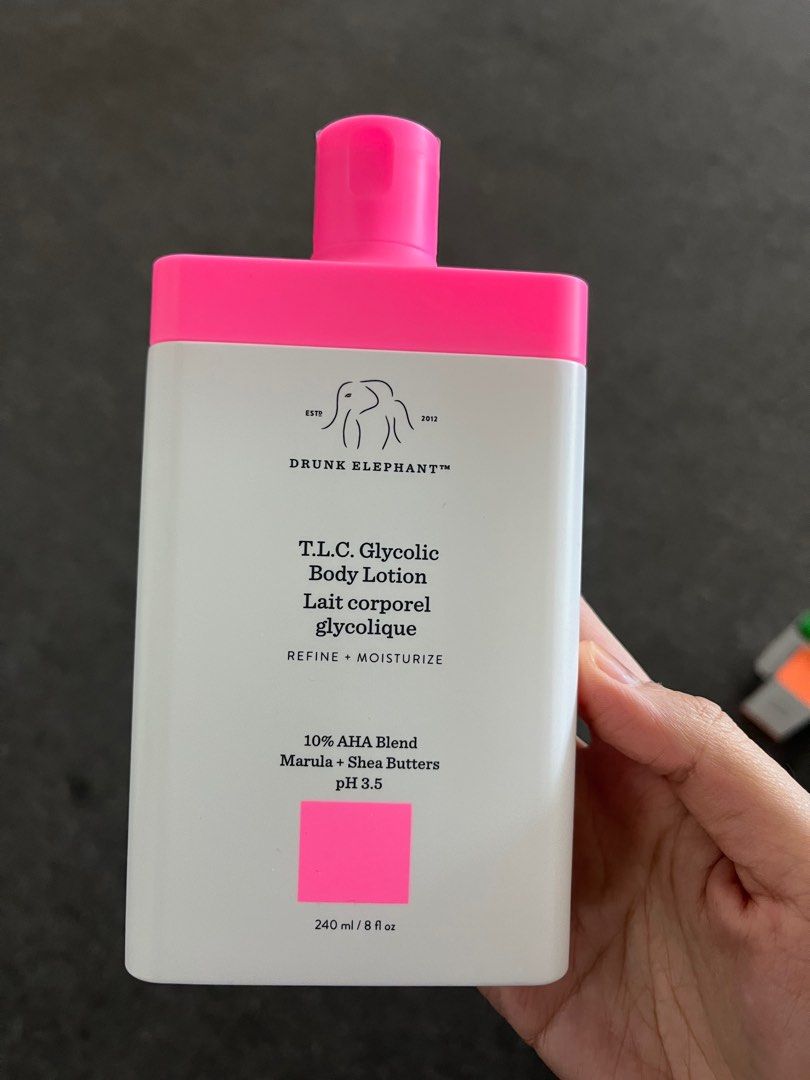 ESTD 2012
DRUNK ELEPHANT™
T.L.C. Glycolic
Body Lotion
Lait corporel
glycolique
REFINE + MOISTURIZE
10% AHA Blend
Marula + Shea Butters
pH 3.5
240 ml / 8 fl oz